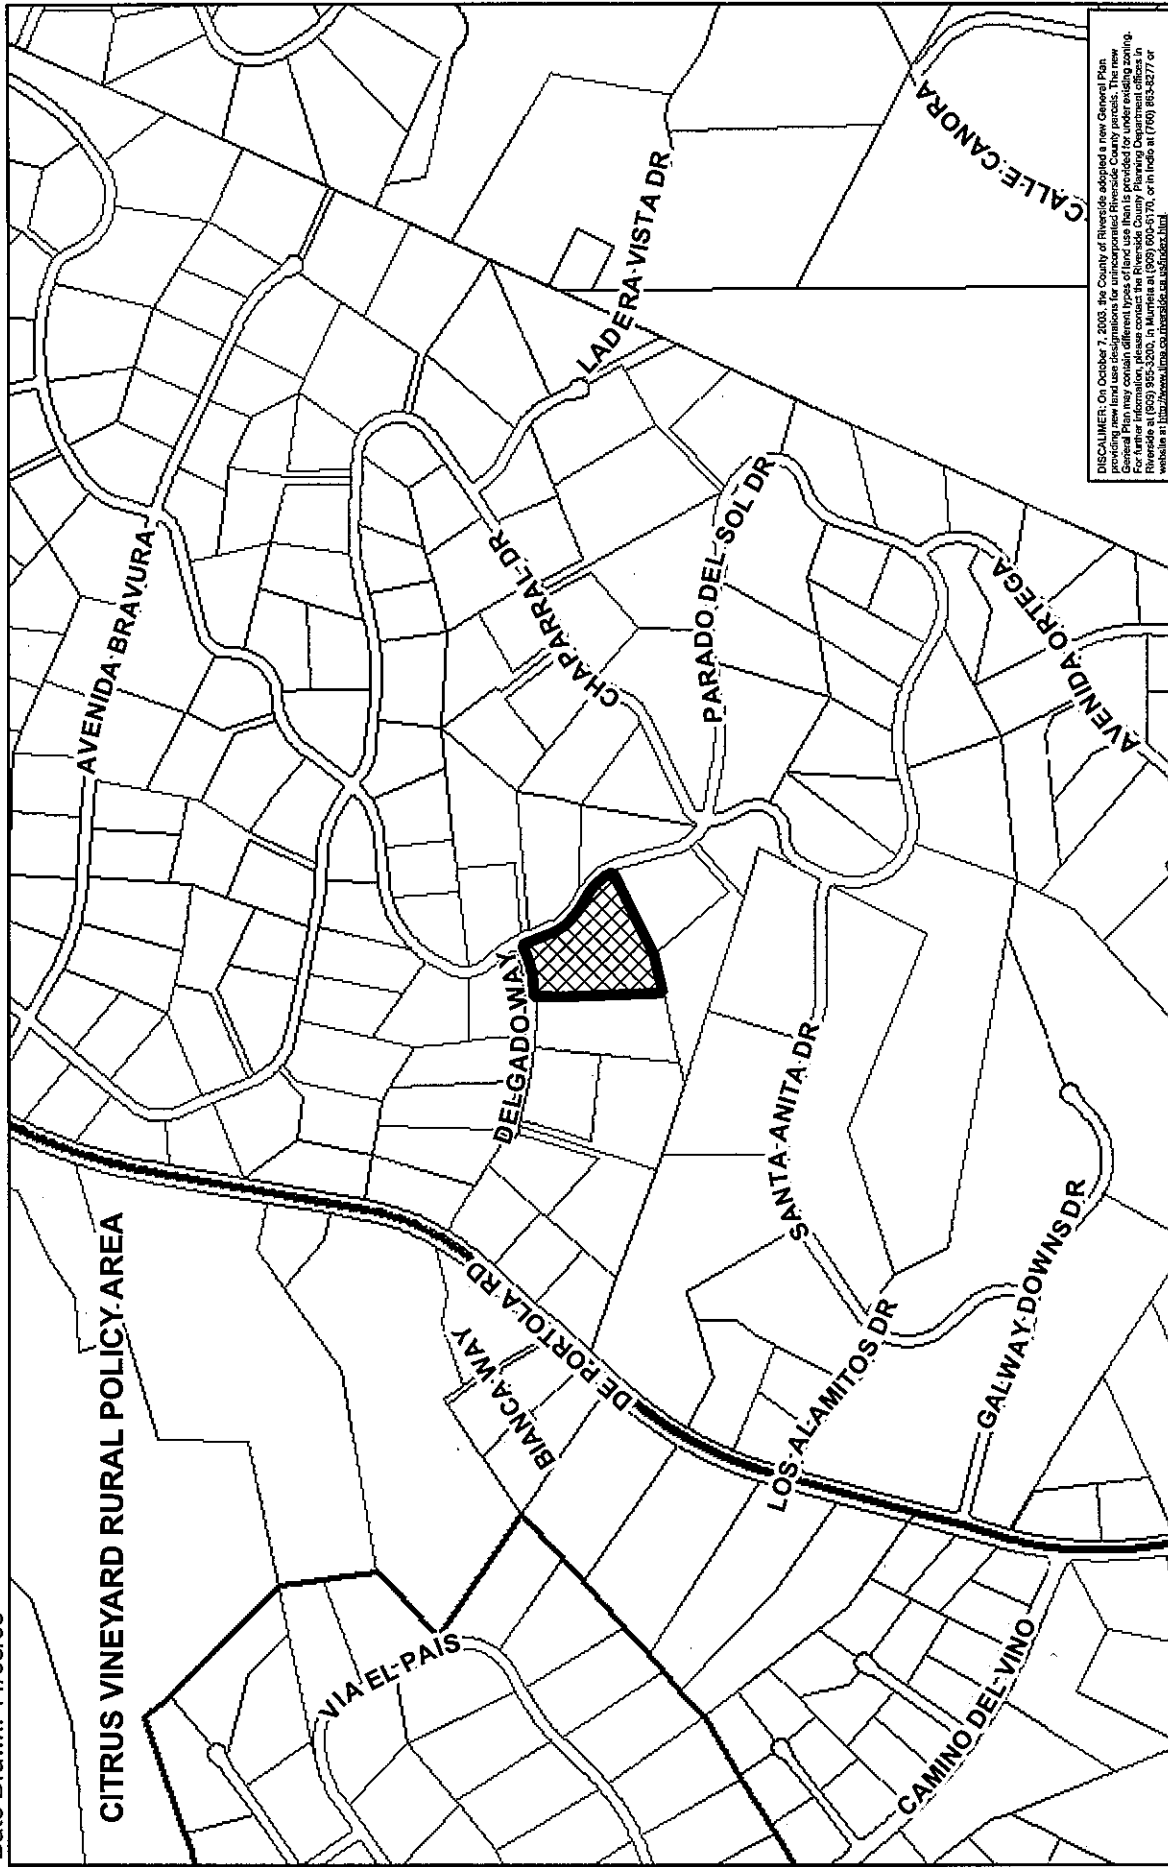 CITRUS VINEYARD RURAL POLICY AREA
AVENIDA BRAVURA
VIA EL PAIS
BIANCA WAY
DE PORTOLA RD
DELGADO WAY
CHAPARRAL DR
LADERA VISTA DR
PARADO DEL SOL DR
SANTA ANITA DR
LOS ALAMITOS DR
GALWAY DOWNS DR
CAMINO DEL VINO
AVENIDA ORTEGA
CALLE CANORA
DISCALIMER: On October 7, 2003, the County of Riverside adopted a new General Plan
providing new land use designations for unincorporated Riverside County parcels. The new
General Plan may contain different types of land use than is provided for under existing zoning.
For further information, please contact the Riverside County Planning Department offices in
Riverside at (909) 955-3200, in Murrieta at (909) 600-6170, or in Indio at (760) 863-8277 or
website at